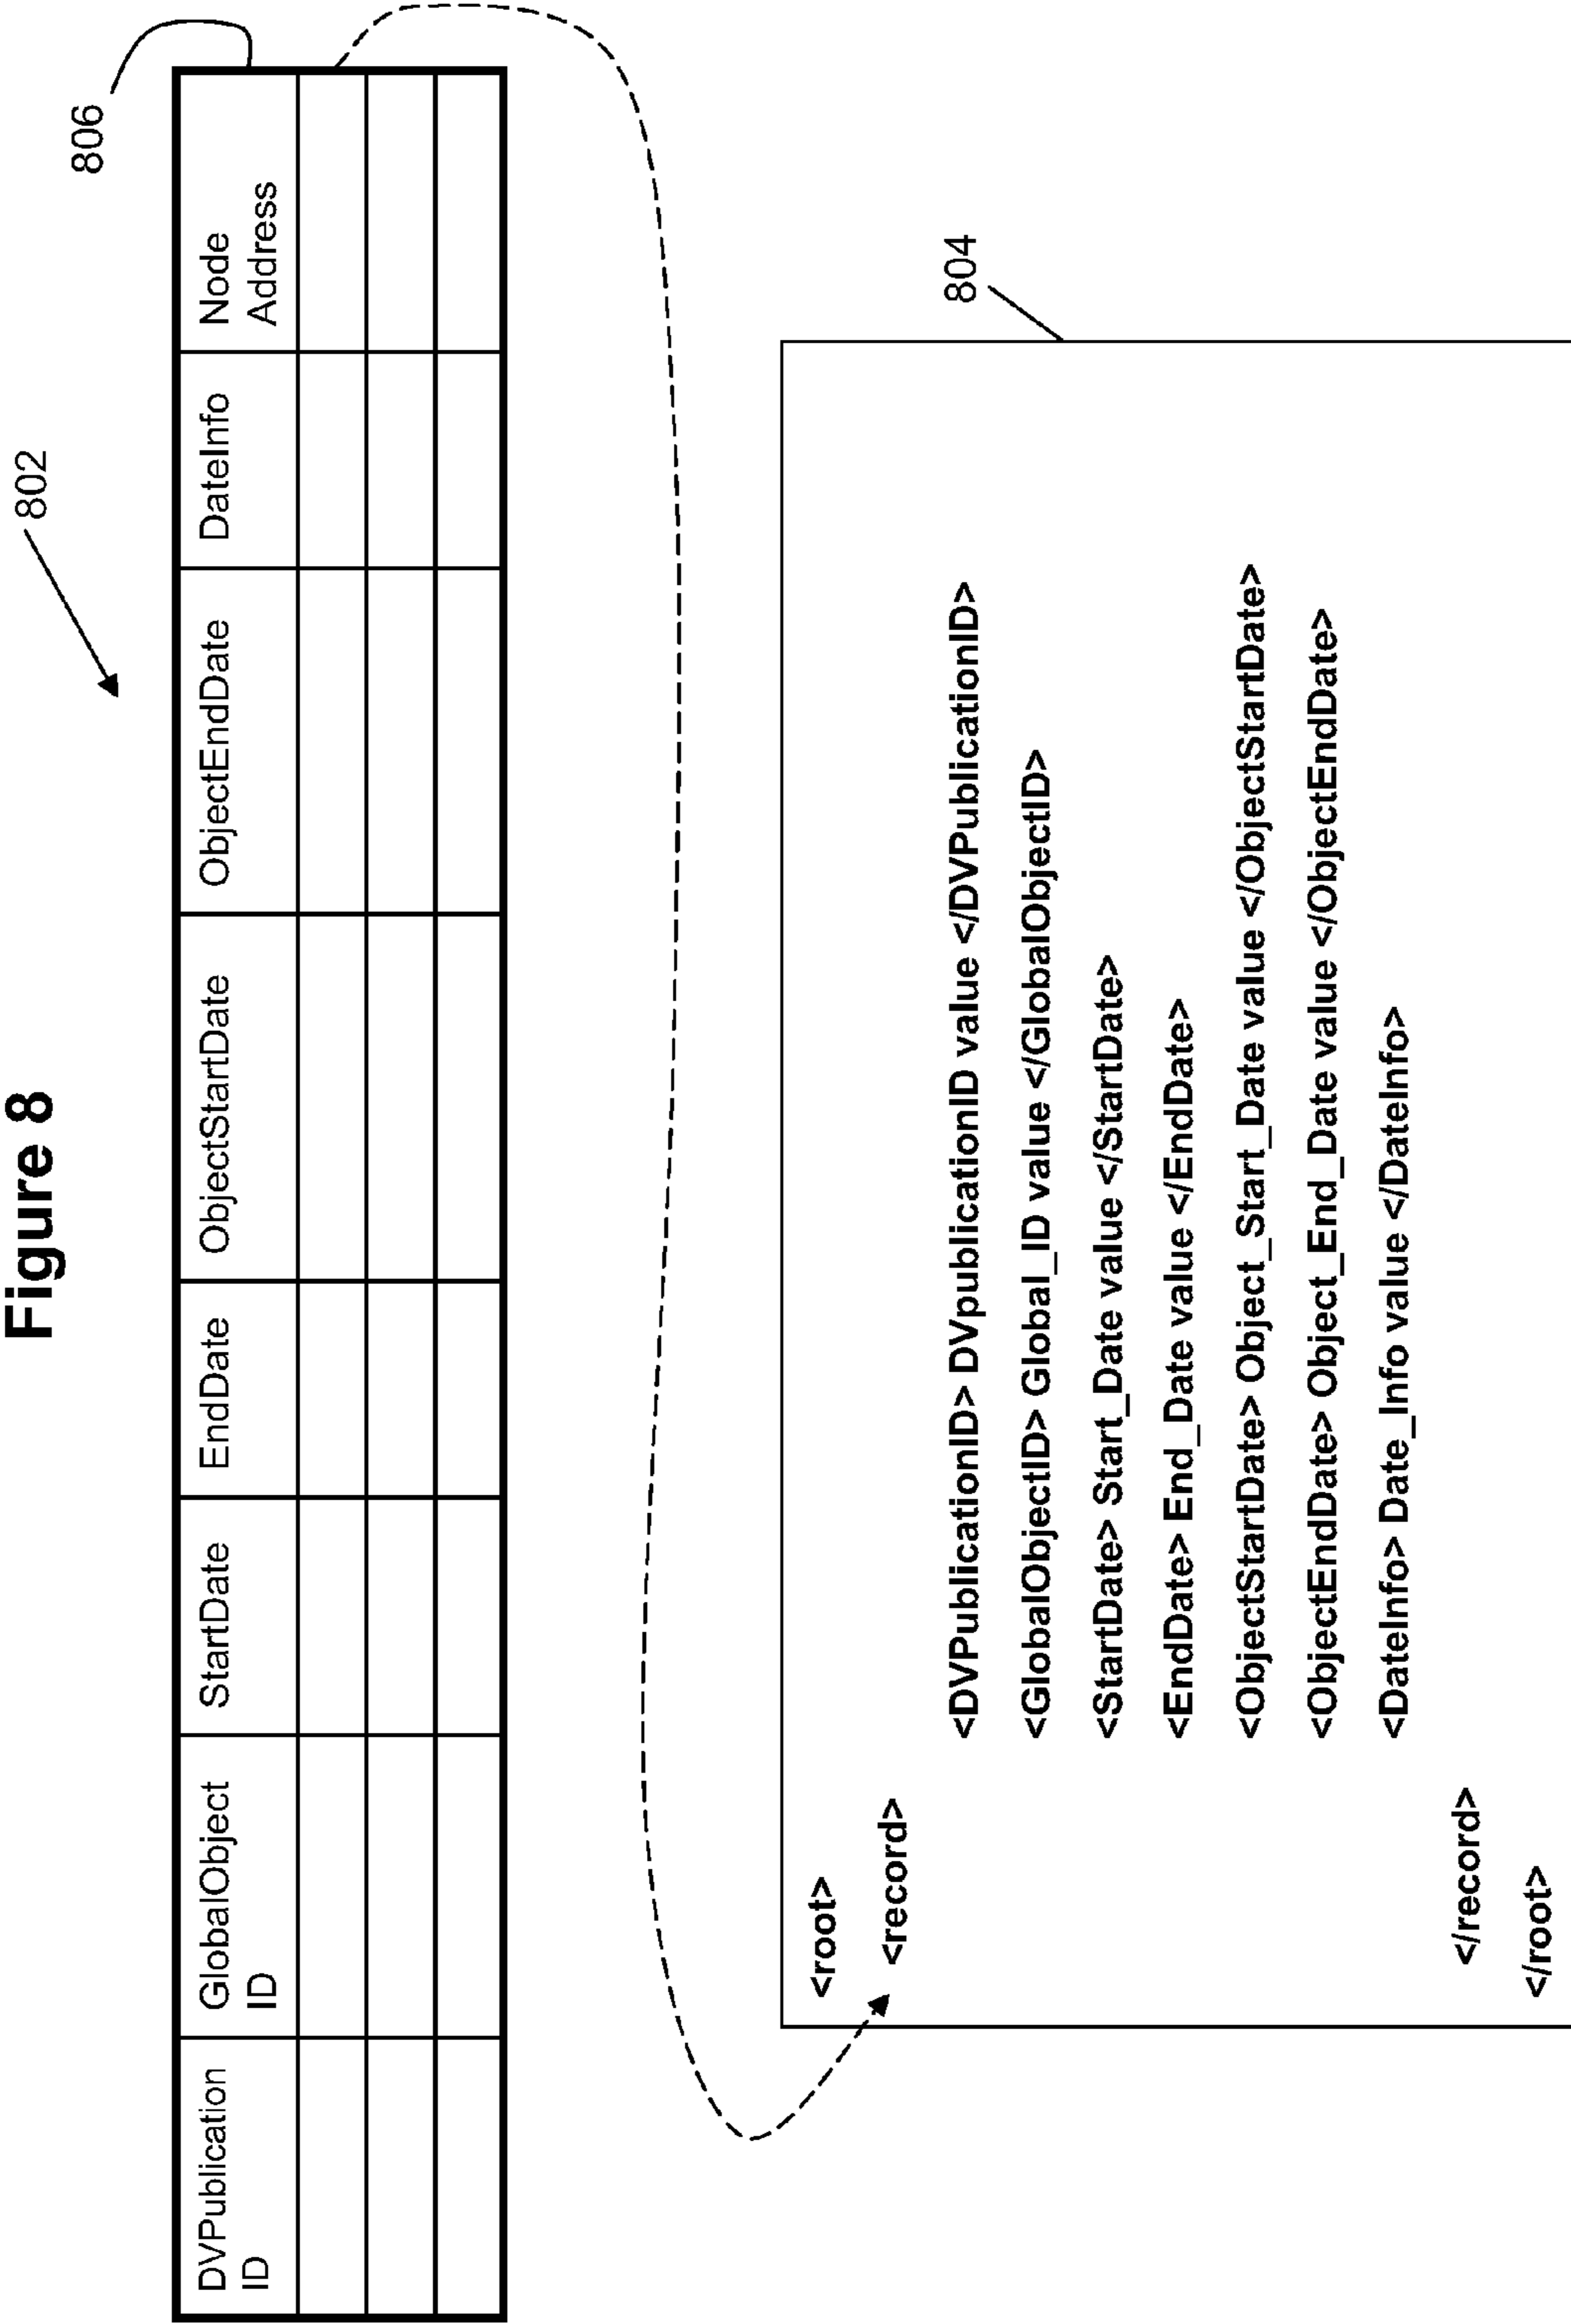 Figure 8
802
806
DVPublication
ID
GlobalObject
ID
StartDate
EndDate
ObjectStartDate
ObjectEndDate
DateInfo
Node
Address
804
<root>
<record>
<DVPublicationID> DVpublicationID value </DVPublicationID>
<GlobalObjectID> Global_ID value </GlobalObjectID>
<StartDate> Start_Date value </StartDate>
<EndDate> End_Date value </EndDate>
<ObjectStartDate> Object_Start_Date value </ObjectStartDate>
<ObjectEndDate> Object_End_Date value </ObjectEndDate>
<DateInfo> Date_Info value </DateInfo>
</record>
</root>